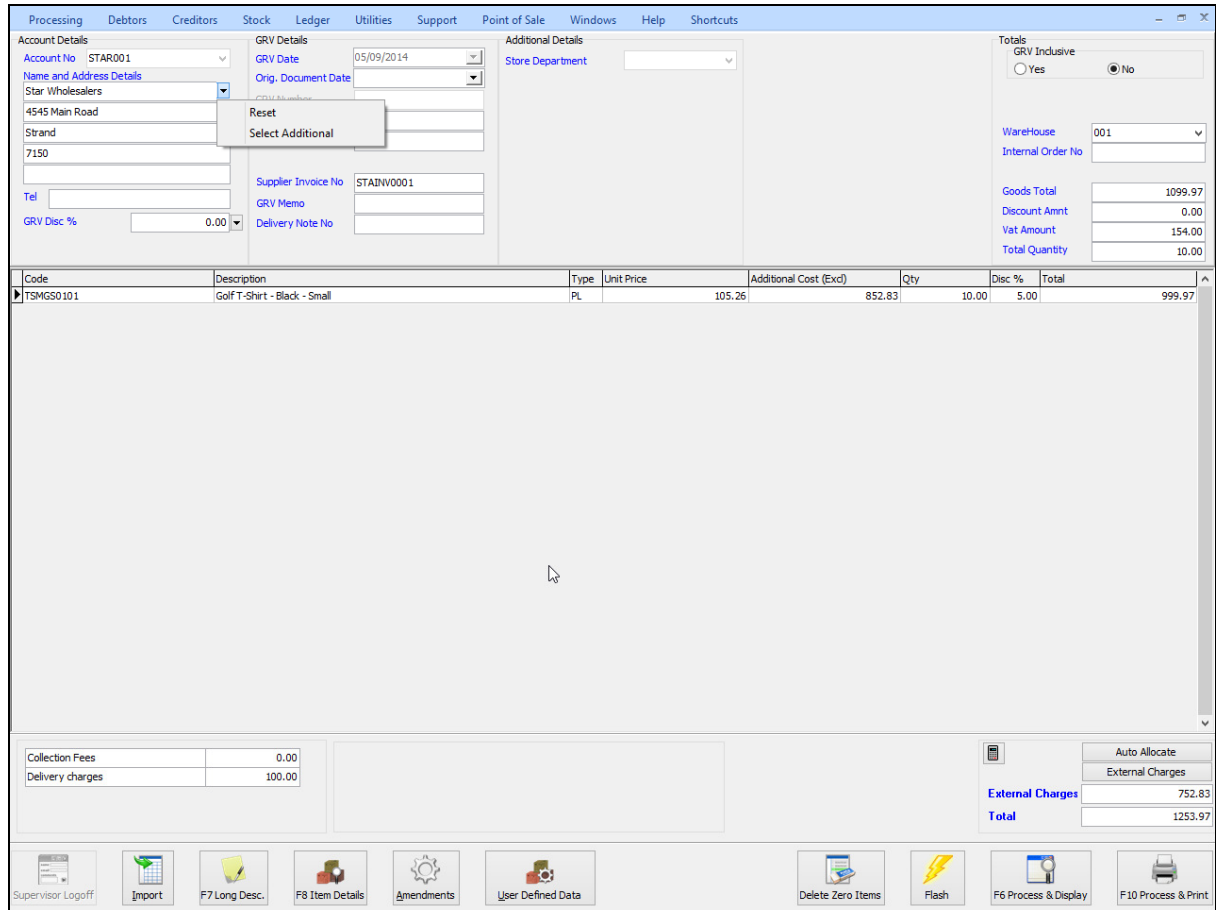 Processing Debtors Creditors Stock Ledger Utilities Support Point of Sale Windows Help Shortcuts
Account Details
Account No STAR001
Name and Address Details
Star Wholesalers
4545 Main Road
Strand
7150
Tel
GRV Disc % 0.00
Reset
Select Additional
GRV Details
GRV Date 05/09/2014
Orig. Document Date
GRV Number
Supplier Invoice No STAINV0001
GRV Memo
Delivery Note No
Additional Details
Store Department
Totals
GRV Inclusive
Yes No
WareHouse 001
Internal Order No
Goods Total 1099.97
Discount Amnt 0.00
Vat Amount 154.00
Total Quantity 10.00
Code Description Type Unit Price Additional Cost (Excl) Qty Disc % Total
TSMGS0101 Golf T-Shirt - Black - Small PL 105.26 852.83 10.00 5.00 999.97
Collection Fees 0.00
Delivery charges 100.00
Auto Allocate
External Charges
External Charges 752.83
Total 1253.97
Supervisor Logoff Import F7 Long Desc. F8 Item Details Amendments User Defined Data Delete Zero Items Flash F6 Process & Display F10 Process & Print